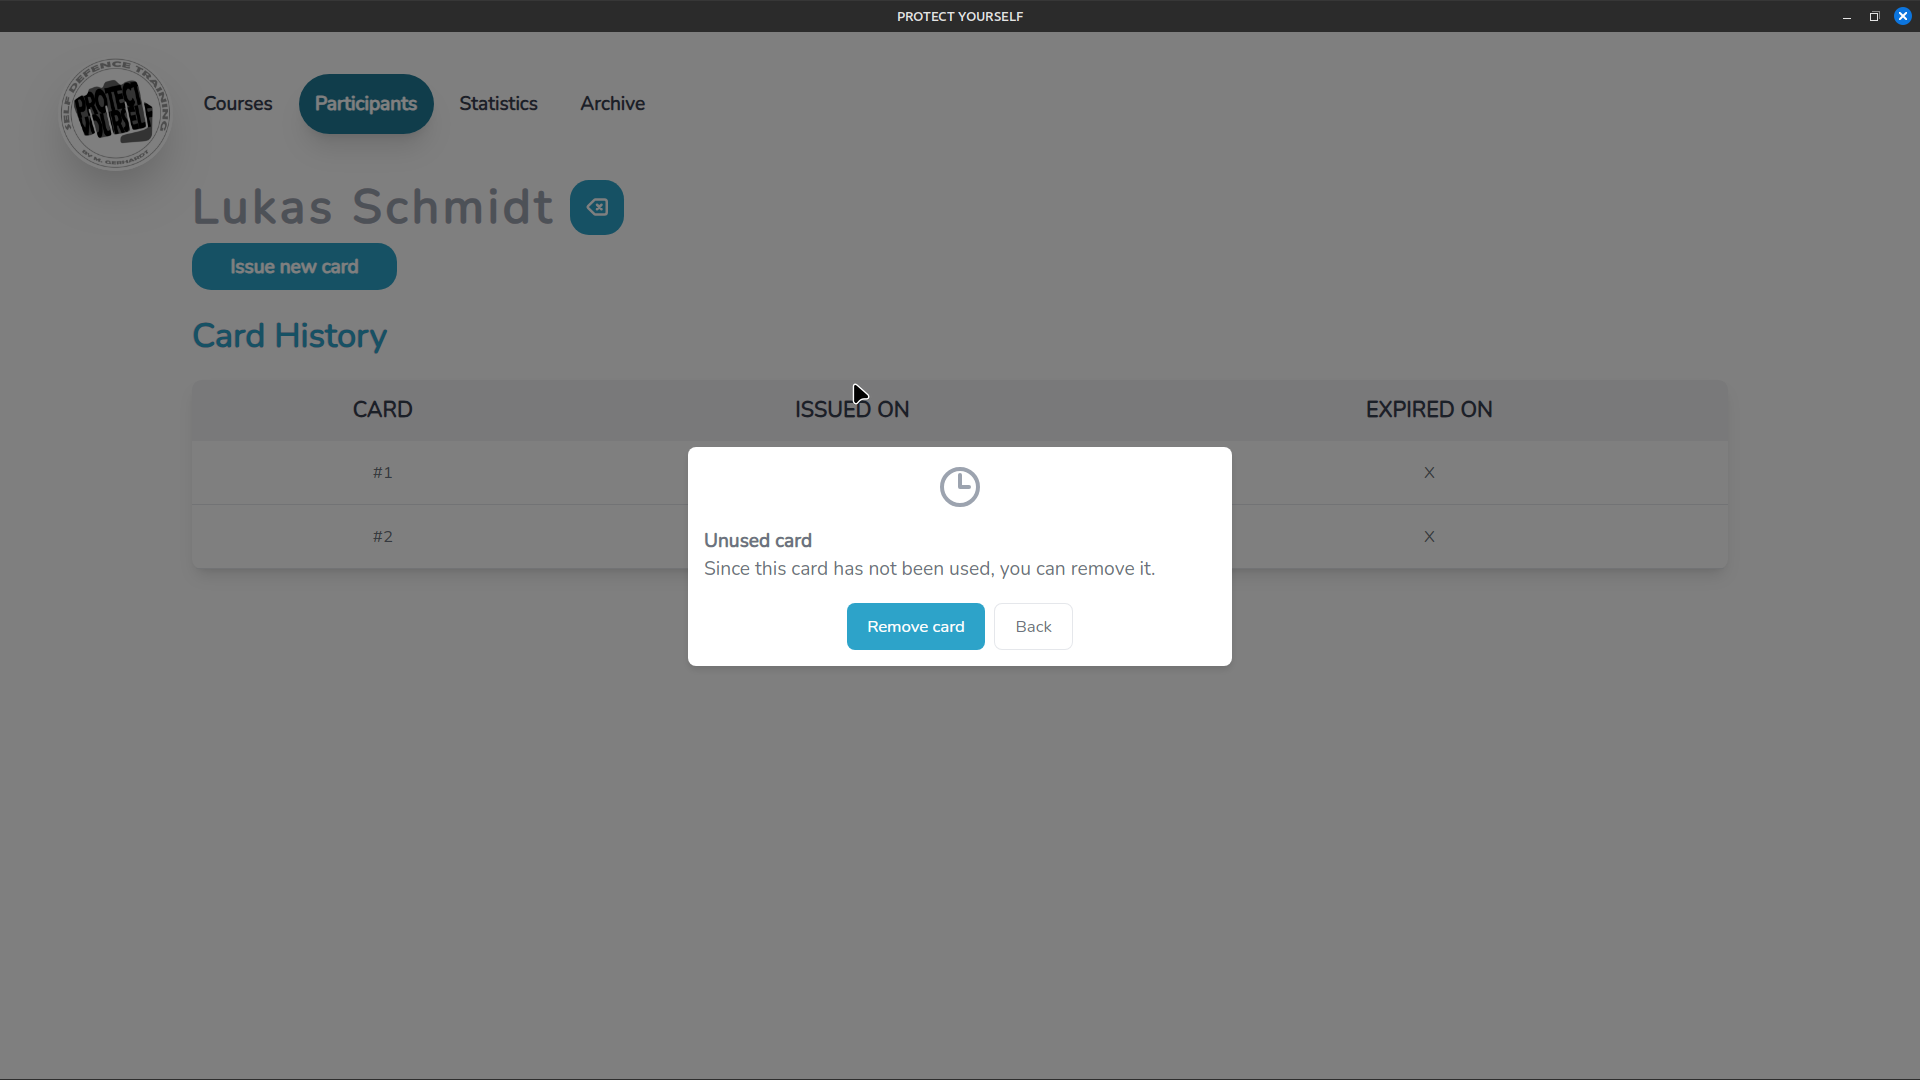 PROTECT YOURSELF
SELF DEFENCE TRAINING
PROTECT
YOURSELF
BY M. GEBHARDT
Courses Participants Statistics Archive
Lukas Schmidt
Issue new card
Card History
CARD ISSUED ON EXPIRED ON
#1 X
#2 X
Unused card
Since this card has not been used, you can remove it.
Remove card Back